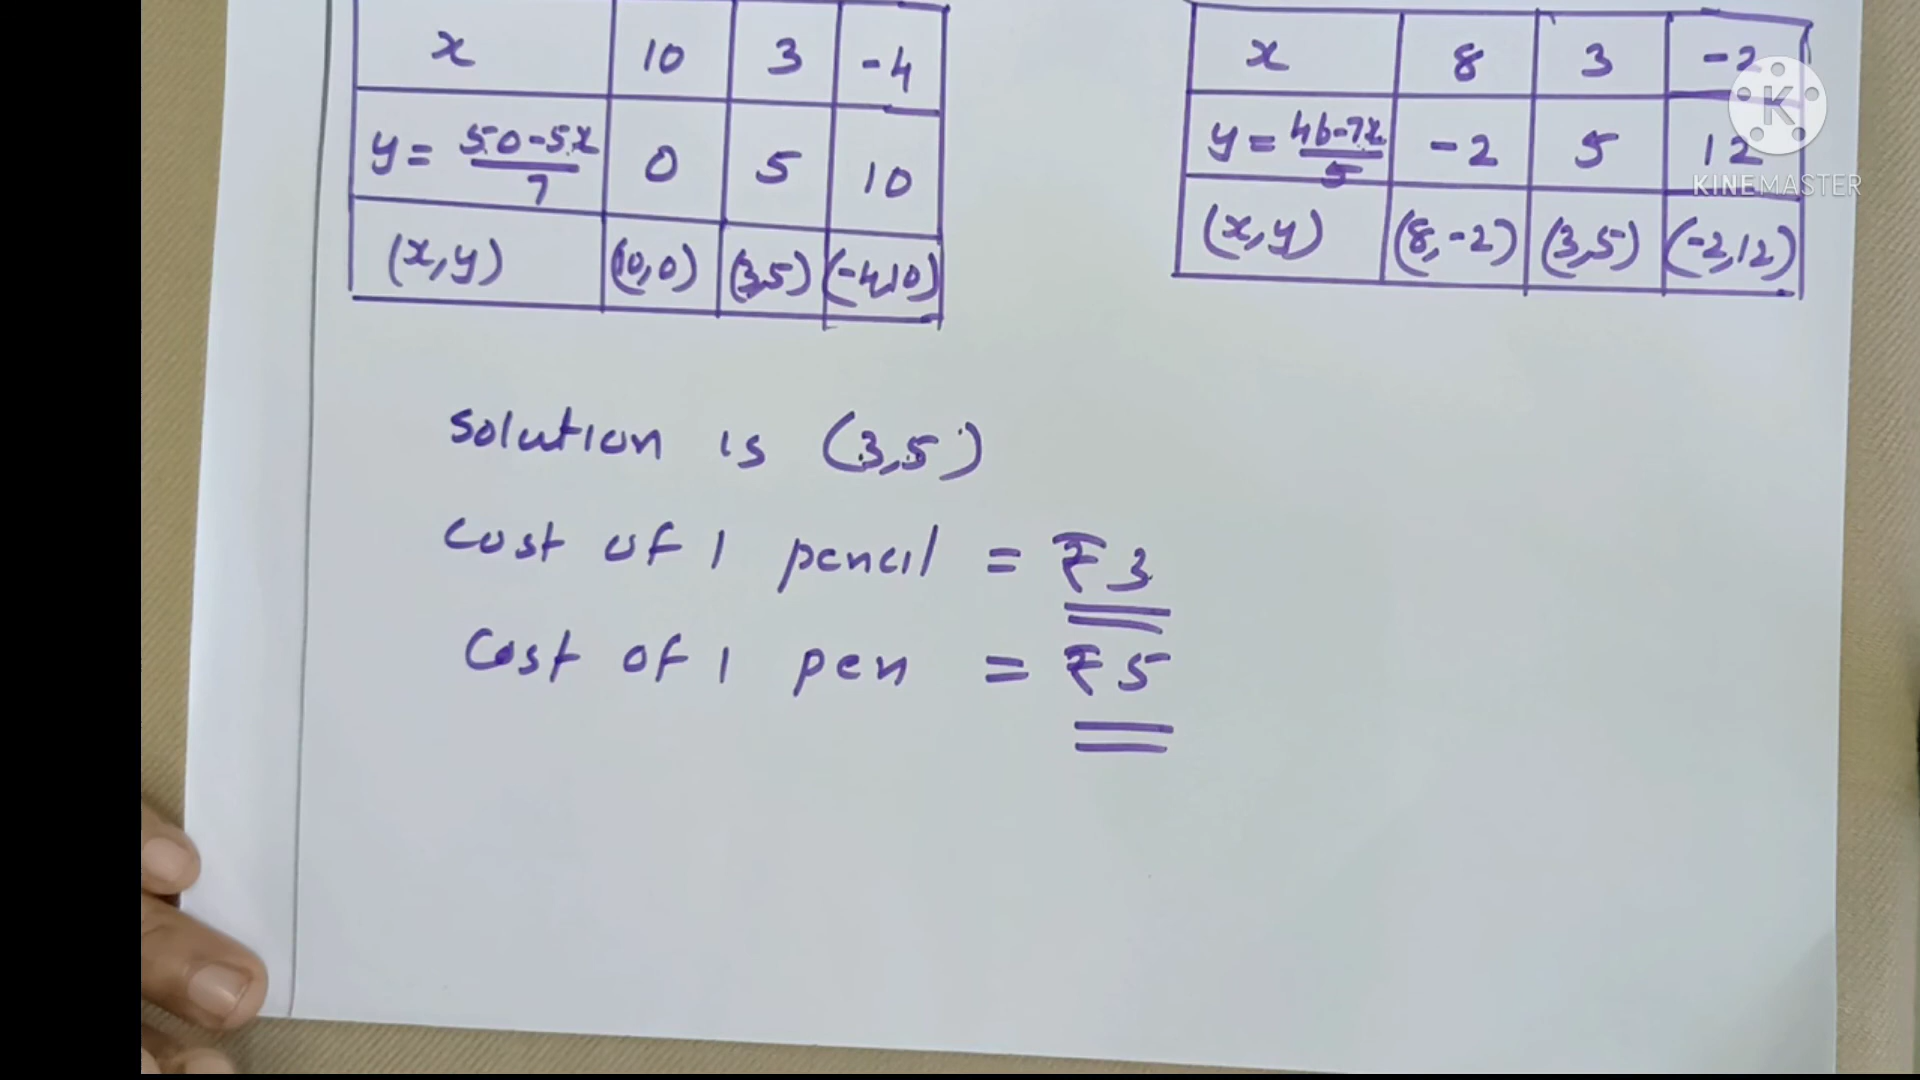 x 10 3 -4
y = 50-5x/7 0 5 10
(x,y) (10,0) (3,5) (-4,10)
x 8 3 -2
y = 46-7x/5 -2 5 12
(x,y) (8,-2) (3,5) (-2,12)
K
KINEMASTER
solution is (3,5)
cost of 1 pencil = ₹3
Cost of 1 pen = ₹5